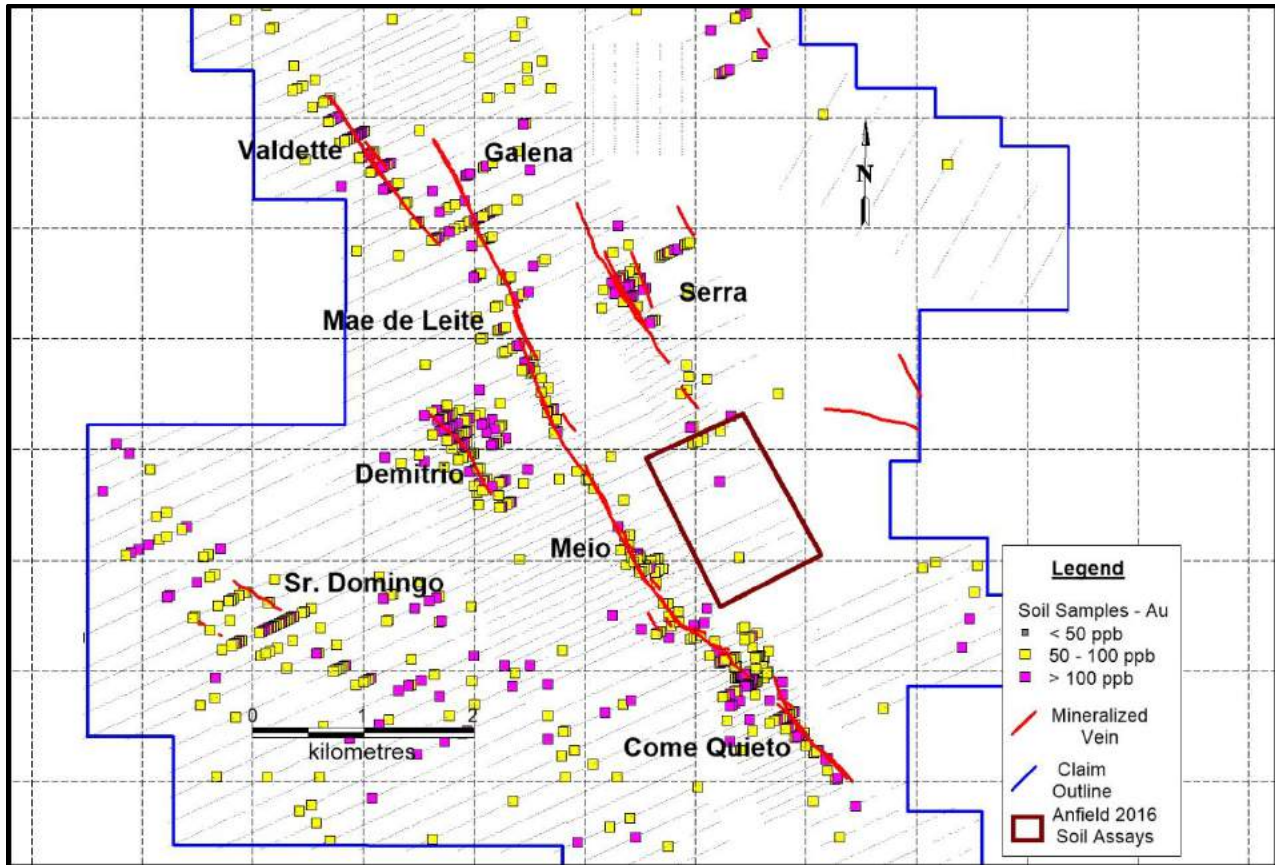 Valdette
Galena
N
Serra
Mae de Leite
Demitrio
Meio
Sr. Domingo
0 1 2
kilometres
Come Quieto
Legend
Soil Samples - Au
< 50 ppb
50 - 100 ppb
> 100 ppb
Mineralized
Vein
Claim
Outline
Anfield 2016
Soil Assays